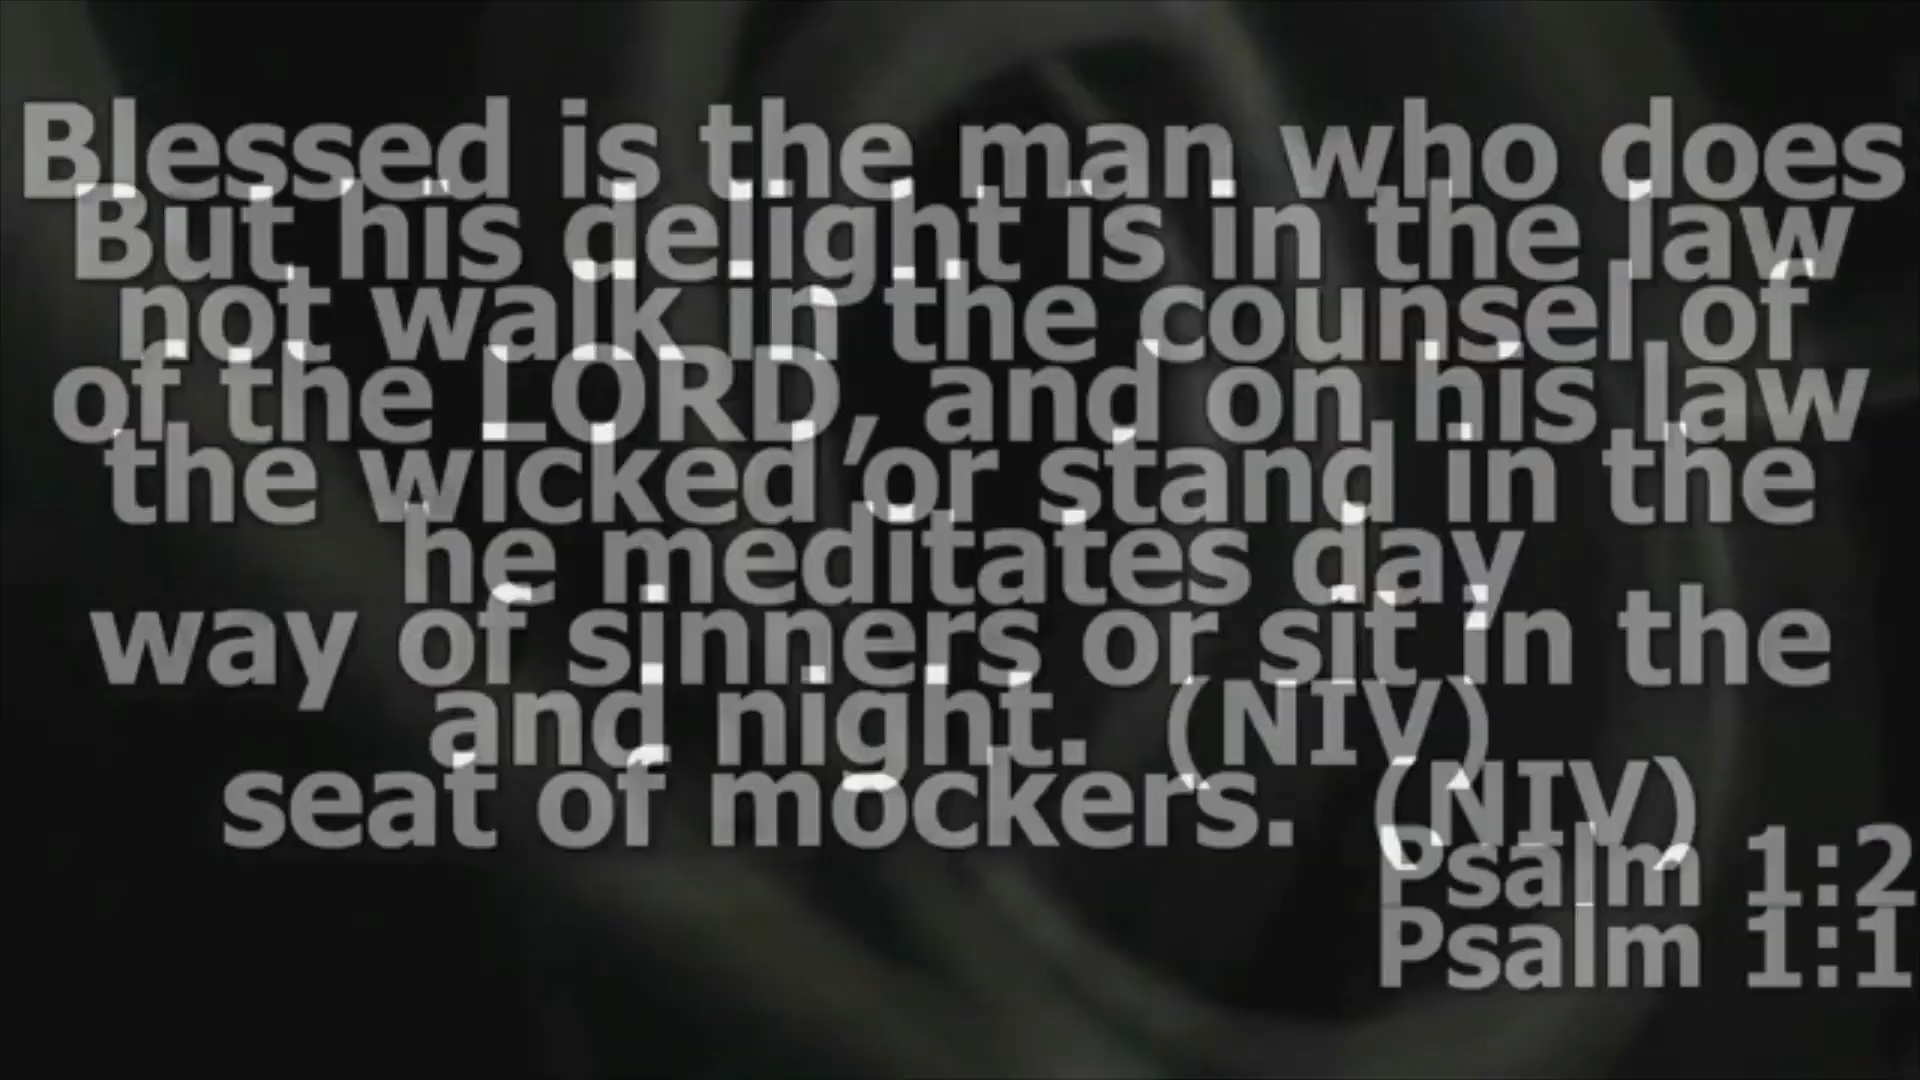 Blessed is the man who does
But his delight is in the law
not walk in the counsel of
of the LORD, and on his law
the wicked or stand in the
he meditates day
way of sinners or sit in the
and night. (NIV)
seat of mockers. (NIV)
Psalm 1:2
Psalm 1:1